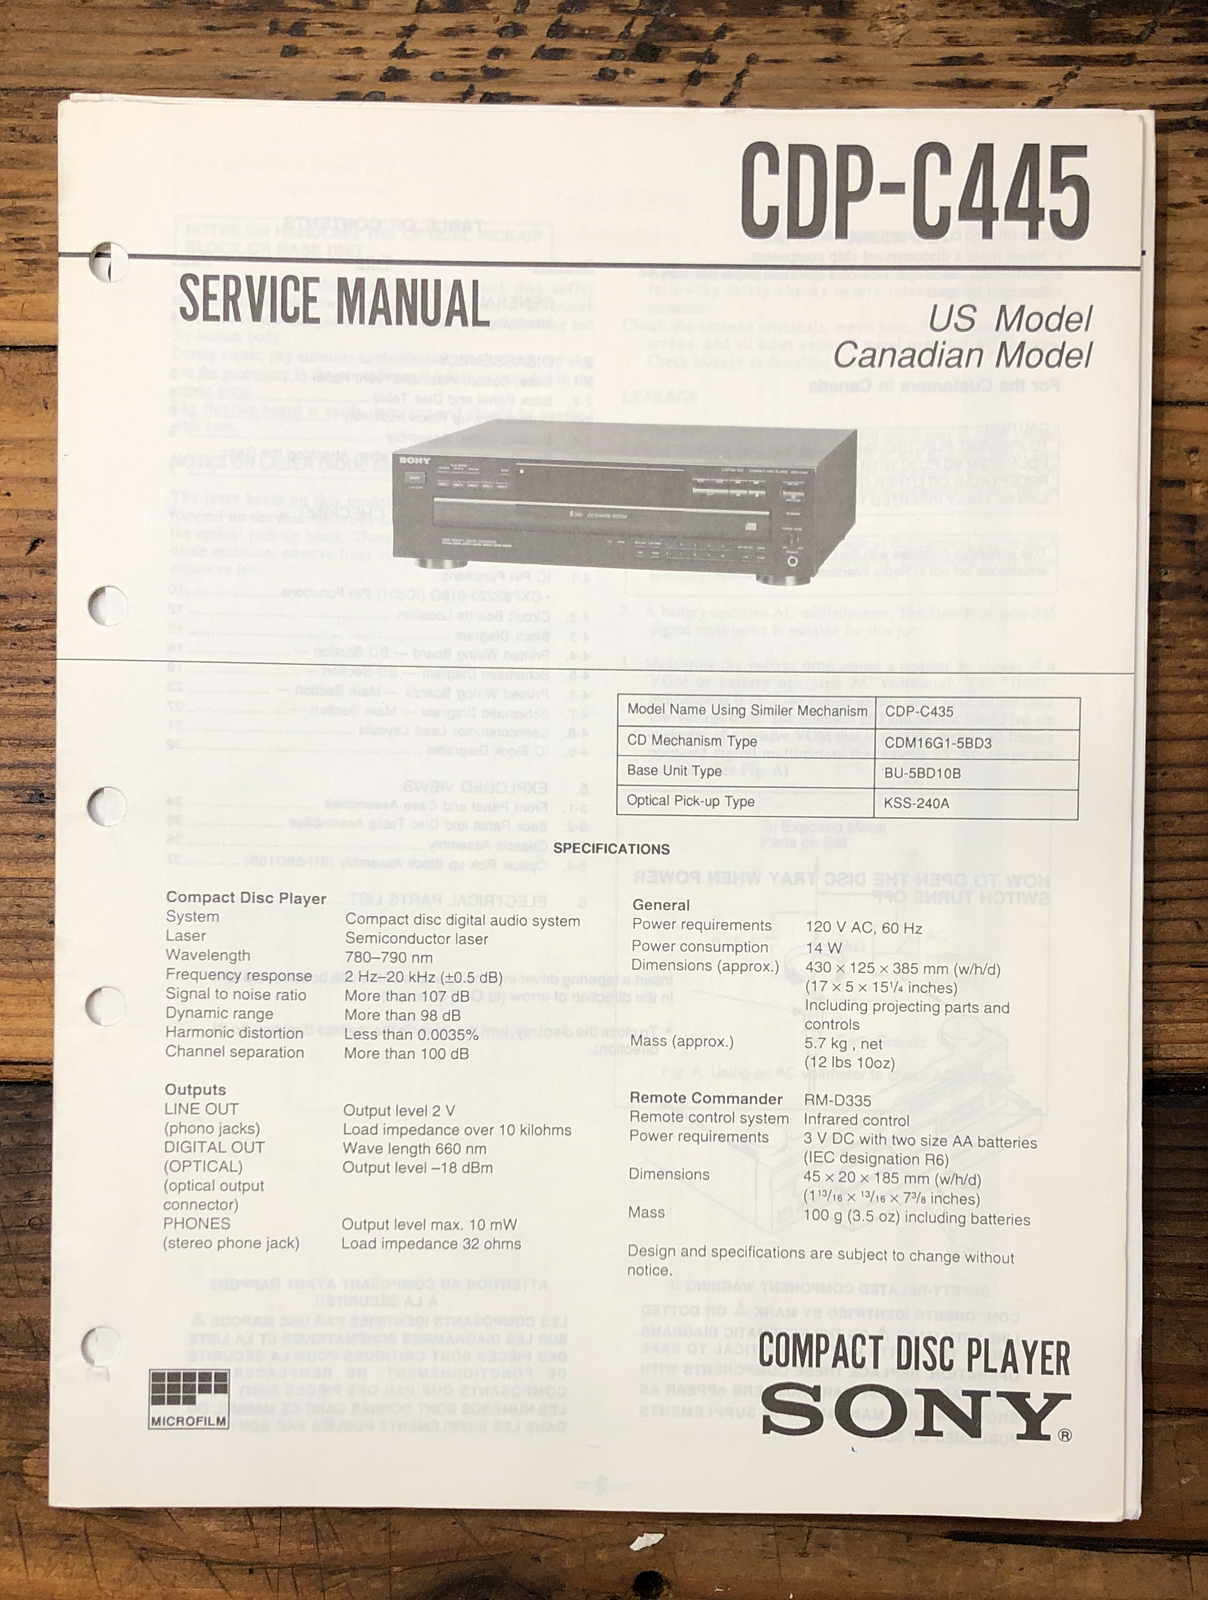 CDP-C445
SERVICE MANUAL
US Model
Canadian Model
SONY
Model Name Using Similer Mechanism CDP-C435
CD Mechanism Type CDM16G1-5BD3
Base Unit Type BU-5BD10B
Optical Pick-up Type KSS-240A
SPECIFICATIONS
Compact Disc Player
System Compact disc digital audio system
Laser Semiconductor laser
Wavelength 780–790 nm
Frequency response 2 Hz–20 kHz (±0.5 dB)
Signal to noise ratio More than 107 dB
Dynamic range More than 98 dB
Harmonic distortion Less than 0.0035%
Channel separation More than 100 dB
Outputs
LINE OUT Output level 2 V
(phono jacks) Load impedance over 10 kilohms
DIGITAL OUT Wave length 660 nm
(OPTICAL) Output level –18 dBm
(optical output
connector)
PHONES Output level max. 10 mW
(stereo phone jack) Load impedance 32 ohms
General
Power requirements 120 V AC, 60 Hz
Power consumption 14 W
Dimensions (approx.) 430 × 125 × 385 mm (w/h/d)
(17 × 5 × 15 1/4 inches)
Including projecting parts and
controls
Mass (approx.) 5.7 kg , net
(12 lbs 10oz)
Remote Commander RM-D335
Remote control system Infrared control
Power requirements 3 V DC with two size AA batteries
(IEC designation R6)
Dimensions 45 × 20 × 185 mm (w/h/d)
(1 13/16 × 13/16 × 7 3/8 inches)
Mass 100 g (3.5 oz) including batteries
Design and specifications are subject to change without
notice.
MICROFILM
COMPACT DISC PLAYER
SONY®